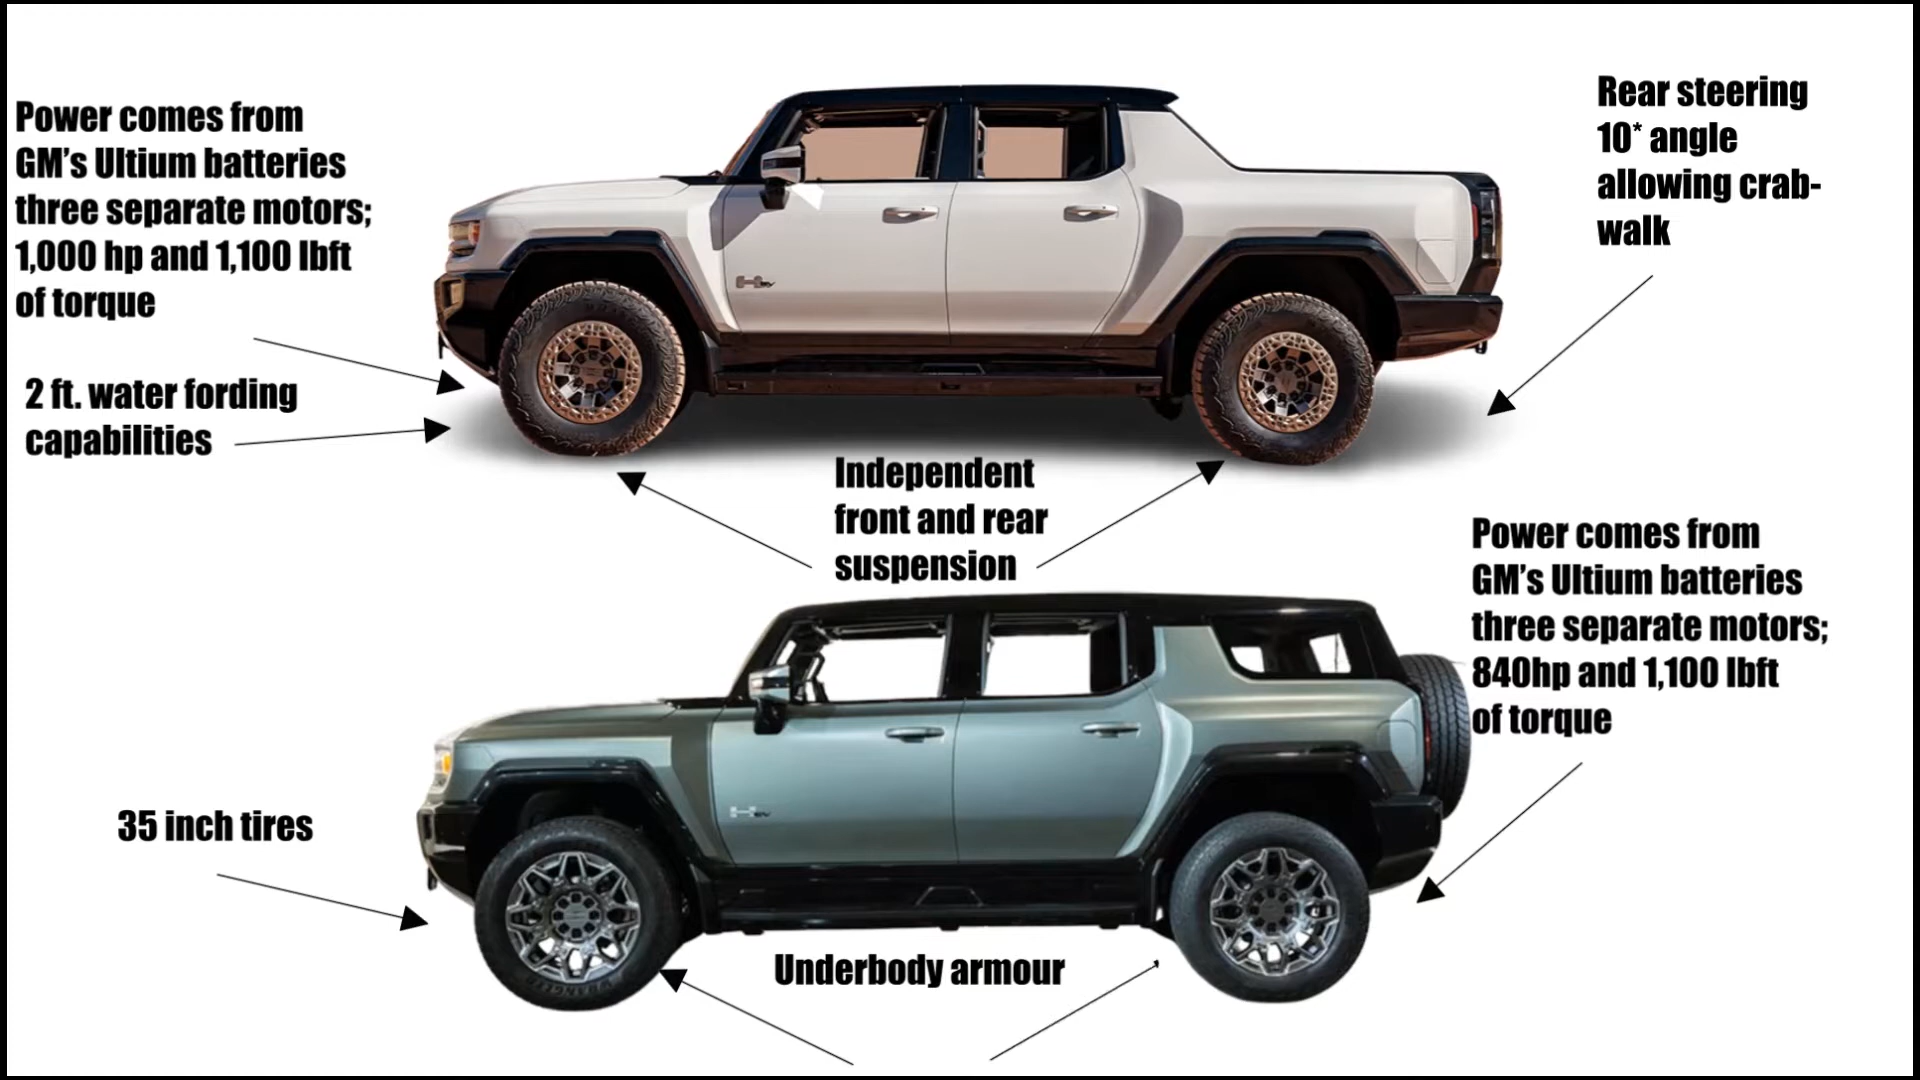 Power comes from
GM's Ultium batteries
three separate motors;
1,000 hp and 1,100 lbft
of torque
2 ft. water fording
capabilities
Rear steering
10* angle
allowing crab-
walk
Independent
front and rear
suspension
Power comes from
GM's Ultium batteries
three separate motors;
840hp and 1,100 lbft
of torque
35 inch tires
Underbody armour
WRANGLER